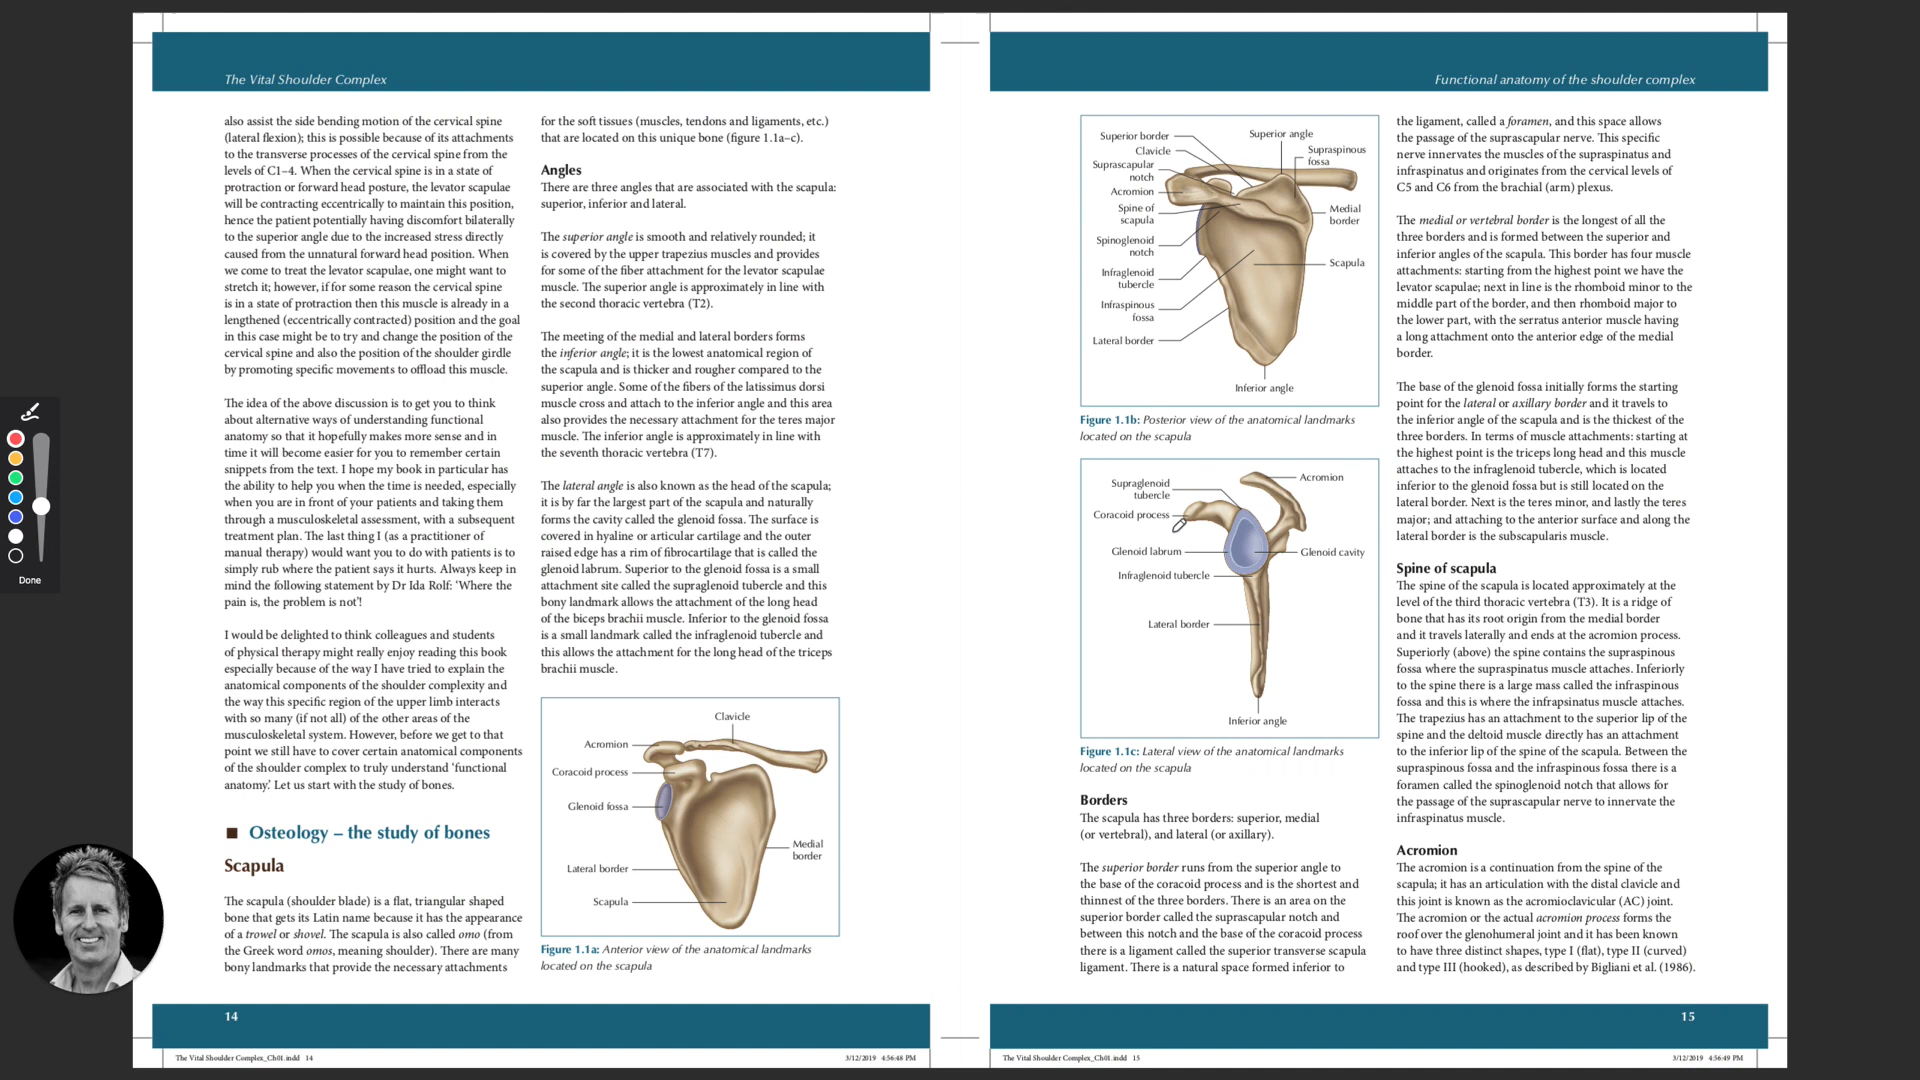 The Vital Shoulder Complex
also assist the side bending motion of the cervical spine
(lateral flexion); this is possible because of its attachments
to the transverse processes of the cervical spine from the
levels of C1–4. When the cervical spine is in a state of
protraction or forward head posture, the levator scapulae
will be contracting eccentrically to maintain this position,
hence the patient potentially having discomfort bilaterally
to the superior angle due to the increased stress directly
caused from the unnatural forward head position. When
we come to treat the levator scapulae, one might want to
stretch it; however, if for some reason the cervical spine
is in a state of protraction then this muscle is already in a
lengthened (eccentrically contracted) position and the goal
in this case might be to try and change the position of the
cervical spine and also the position of the shoulder girdle
by promoting specific movements to offload this muscle.
The idea of the above discussion is to get you to think
about alternative ways of understanding functional
anatomy so that it hopefully makes more sense and in
time it will become easier for you to remember certain
snippets from the text. I hope my book in particular has
the ability to help you when the time is needed, especially
when you are in front of your patients and taking them
through a musculoskeletal assessment, with a subsequent
treatment plan. The last thing I (as a practitioner of
manual therapy) would want you to do with patients is to
simply rub where the patient says it hurts. Always keep in
mind the following statement by Dr Ida Rolf: ‘Where the
pain is, the problem is not’!
I would be delighted to think colleagues and students
of physical therapy might really enjoy reading this book
especially because of the way I have tried to explain the
anatomical components of the shoulder complexity and
the way this specific region of the upper limb interacts
with so many (if not all) of the other areas of the
musculoskeletal system. However, before we get to that
point we still have to cover certain anatomical components
of the shoulder complex to truly understand ‘functional
anatomy.’ Let us start with the study of bones.
■ Osteology – the study of bones
Scapula
The scapula (shoulder blade) is a flat, triangular shaped
bone that gets its Latin name because it has the appearance
of a trowel or shovel. The scapula is also called omo (from
the Greek word omos, meaning shoulder). There are many
bony landmarks that provide the necessary attachments
for the soft tissues (muscles, tendons and ligaments, etc.)
that are located on this unique bone (figure 1.1a–c).
Angles
There are three angles that are associated with the scapula:
superior, inferior and lateral.
The superior angle is smooth and relatively rounded; it
is covered by the upper trapezius muscles and provides
for some of the fiber attachment for the levator scapulae
muscle. The superior angle is approximately in line with
the second thoracic vertebra (T2).
The meeting of the medial and lateral borders forms
the inferior angle; it is the lowest anatomical region of
the scapula and is thicker and rougher compared to the
superior angle. Some of the fibers of the latissimus dorsi
muscle cross and attach to the inferior angle and this area
also provides the necessary attachment for the teres major
muscle. The inferior angle is approximately in line with
the seventh thoracic vertebra (T7).
The lateral angle is also known as the head of the scapula;
it is by far the largest part of the scapula and naturally
forms the cavity called the glenoid fossa. The surface is
covered in hyaline or articular cartilage and the outer
raised edge has a rim of fibrocartilage that is called the
glenoid labrum. Superior to the glenoid fossa is a small
attachment site called the supraglenoid tubercle and this
bony landmark allows the attachment of the long head
of the biceps brachii muscle. Inferior to the glenoid fossa
is a small landmark called the infraglenoid tubercle and
this allows the attachment for the long head of the triceps
brachii muscle.
Clavicle
Acromion
Coracoid process
Glenoid fossa
Medial
border
Lateral border
Scapula
Figure 1.1a: Anterior view of the anatomical landmarks
located on the scapula
14
The Vital Shoulder Complex_Ch01.indd 14
3/12/2019 4:56:48 PM
Functional anatomy of the shoulder complex
Superior border
Superior angle
Clavicle
Supraspinous
fossa
Suprascapular
notch
Acromion
Spine of
scapula
Medial
border
Spinoglenoid
notch
Scapula
Infraglenoid
tubercle
Infraspinous
fossa
Lateral border
Inferior angle
Figure 1.1b: Posterior view of the anatomical landmarks
located on the scapula
Acromion
Supraglenoid
tubercle
Coracoid process
Glenoid labrum
Glenoid cavity
Infraglenoid tubercle
Lateral border
Inferior angle
Figure 1.1c: Lateral view of the anatomical landmarks
located on the scapula
Borders
The scapula has three borders: superior, medial
(or vertebral), and lateral (or axillary).
The superior border runs from the superior angle to
the base of the coracoid process and is the shortest and
thinnest of the three borders. There is an area on the
superior border called the suprascapular notch and
between this notch and the base of the coracoid process
there is a ligament called the superior transverse scapula
ligament. There is a natural space formed inferior to
the ligament, called a foramen, and this space allows
the passage of the suprascapular nerve. This specific
nerve innervates the muscles of the supraspinatus and
infraspinatus and originates from the cervical levels of
C5 and C6 from the brachial (arm) plexus.
The medial or vertebral border is the longest of all the
three borders and is formed between the superior and
inferior angles of the scapula. This border has four muscle
attachments: starting from the highest point we have the
levator scapulae; next in line is the rhomboid minor to the
middle part of the border, and then rhomboid major to
the lower part, with the serratus anterior muscle having
a long attachment onto the anterior edge of the medial
border.
The base of the glenoid fossa initially forms the starting
point for the lateral or axillary border and it travels to
the inferior angle of the scapula and is the thickest of the
three borders. In terms of muscle attachments: starting at
the highest point is the triceps long head and this muscle
attaches to the infraglenoid tubercle, which is located
inferior to the glenoid fossa but is still located on the
lateral border. Next is the teres minor, and lastly the teres
major; and attaching to the anterior surface and along the
lateral border is the subscapularis muscle.
Spine of scapula
The spine of the scapula is located approximately at the
level of the third thoracic vertebra (T3). It is a ridge of
bone that has its root origin from the medial border
and it travels laterally and ends at the acromion process.
Superiorly (above) the spine contains the supraspinous
fossa where the supraspinatus muscle attaches. Inferiorly
to the spine there is a large mass called the infraspinous
fossa and this is where the infrapsinatus muscle attaches.
The trapezius has an attachment to the superior lip of the
spine and the deltoid muscle directly has an attachment
to the inferior lip of the spine of the scapula. Between the
supraspinous fossa and the infraspinous fossa there is a
foramen called the spinoglenoid notch that allows for
the passage of the suprascapular nerve to innervate the
infraspinatus muscle.
Acromion
The acromion is a continuation from the spine of the
scapula; it has an articulation with the distal clavicle and
this joint is known as the acromioclavicular (AC) joint.
The acromion or the actual acromion process forms the
roof over the glenohumeral joint and it has been known
to have three distinct shapes, type I (flat), type II (curved)
and type III (hooked), as described by Bigliani et al. (1986).
15
The Vital Shoulder Complex_Ch01.indd 15
3/12/2019 4:56:49 PM
Done